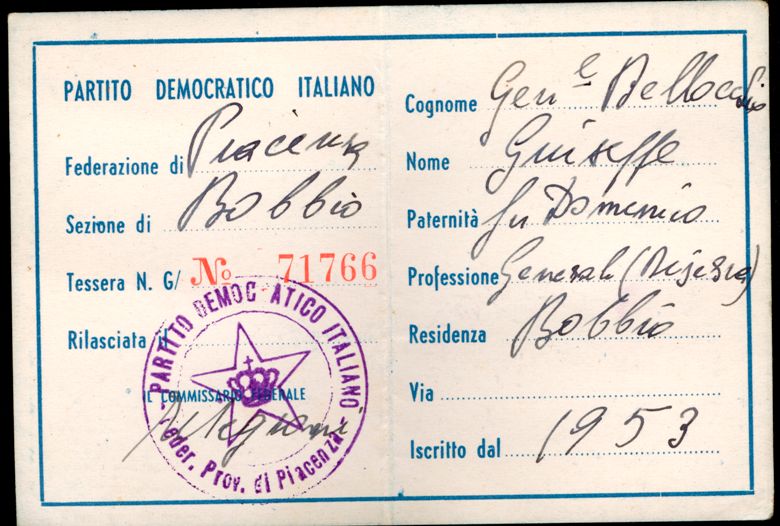 PARTITO DEMOCRATICO ITALIANO
Federazione di Piacenza
Sezione di Bobbio
Tessera N. G/ No 71766
Rilasciata il
IL COMMISSARIO FEDERALE
PARTITO DEMOC ATICO ITALIANO
Feder. Prov. di Piacenza
Cognome Gen.le Bellocchio
Nome Giuseppe
Paternità fu Domenico
Professione Generale (Riserva)
Residenza Bobbio
Via
Iscritto dal 1953